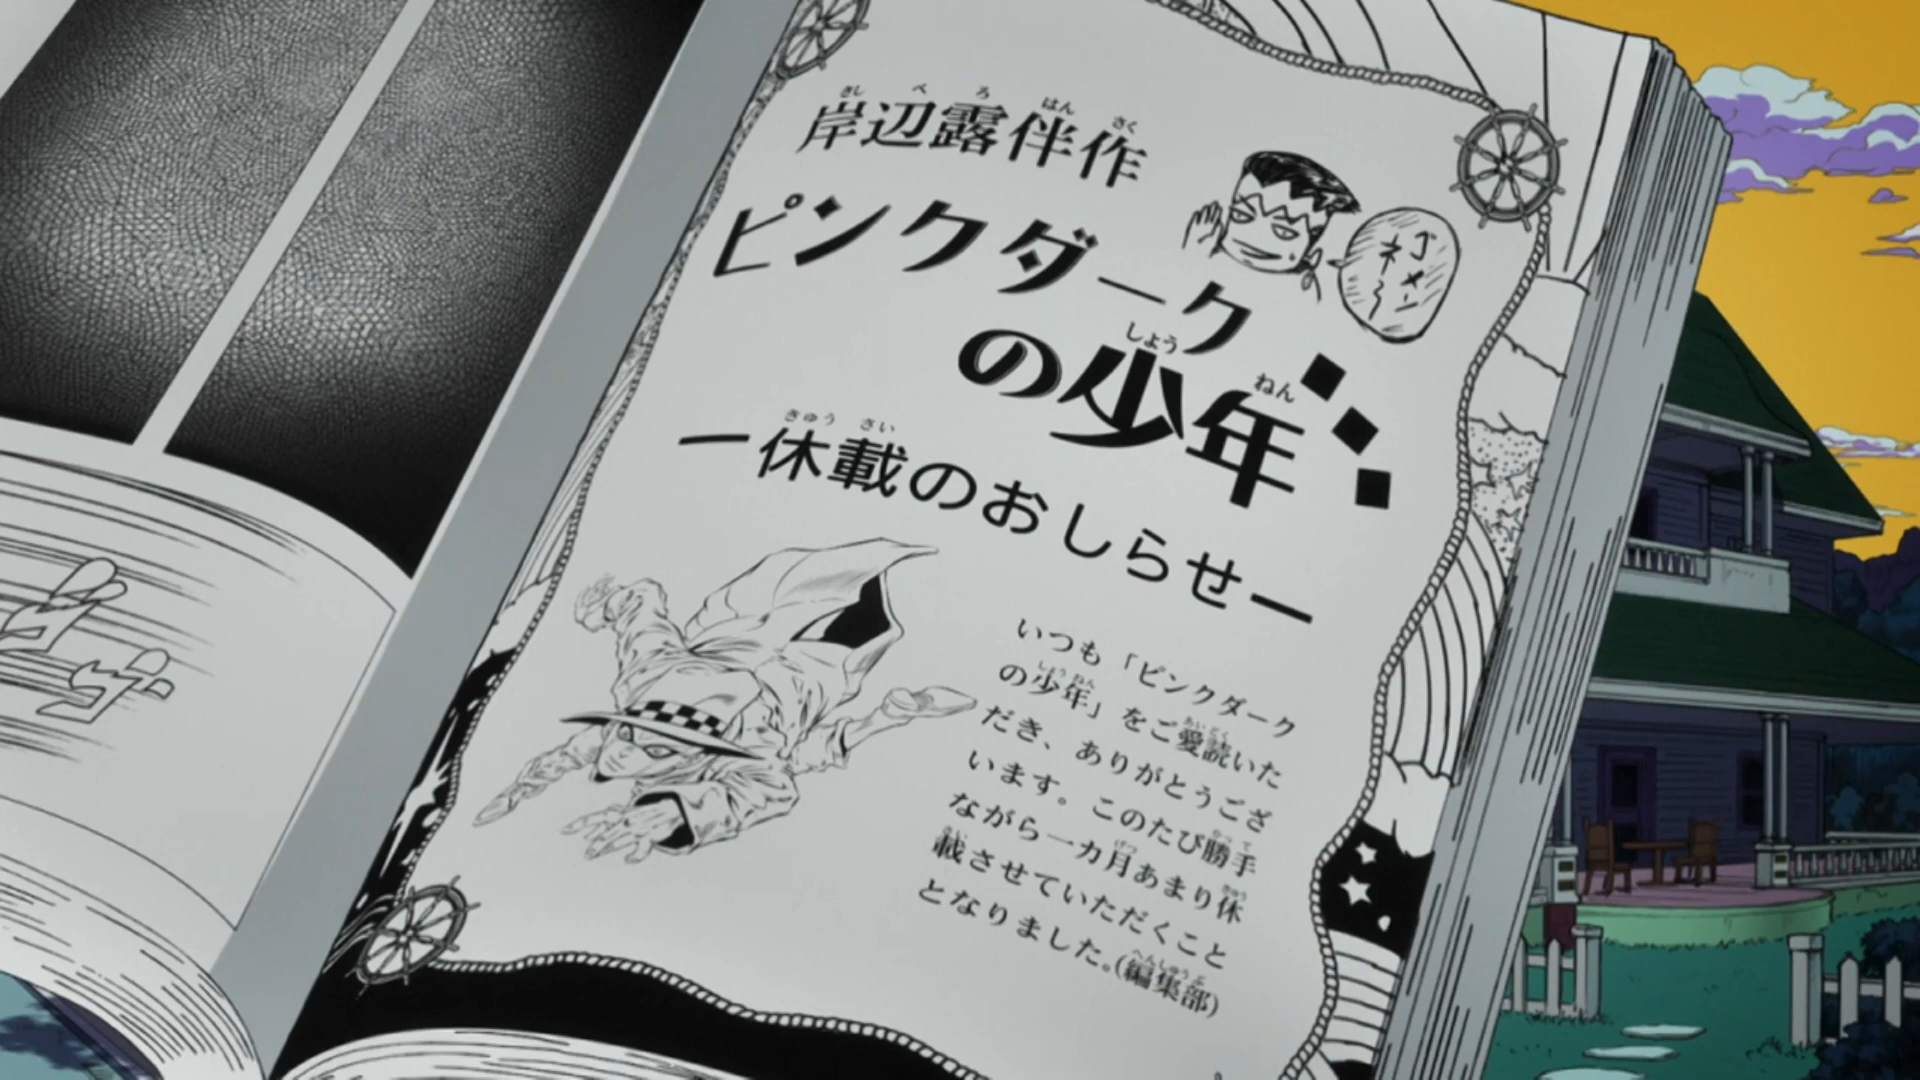 岸辺露伴作
ピンクダーク
の少年
ー休載のおしらせー
ゴメン
ネ〜
いつも「ピンクダーク
の少年」をご愛読いた
だき、ありがとうござ
います。このたび勝手
ながら一カ月あまり休
載させていただくこと
となりました。(編集部)